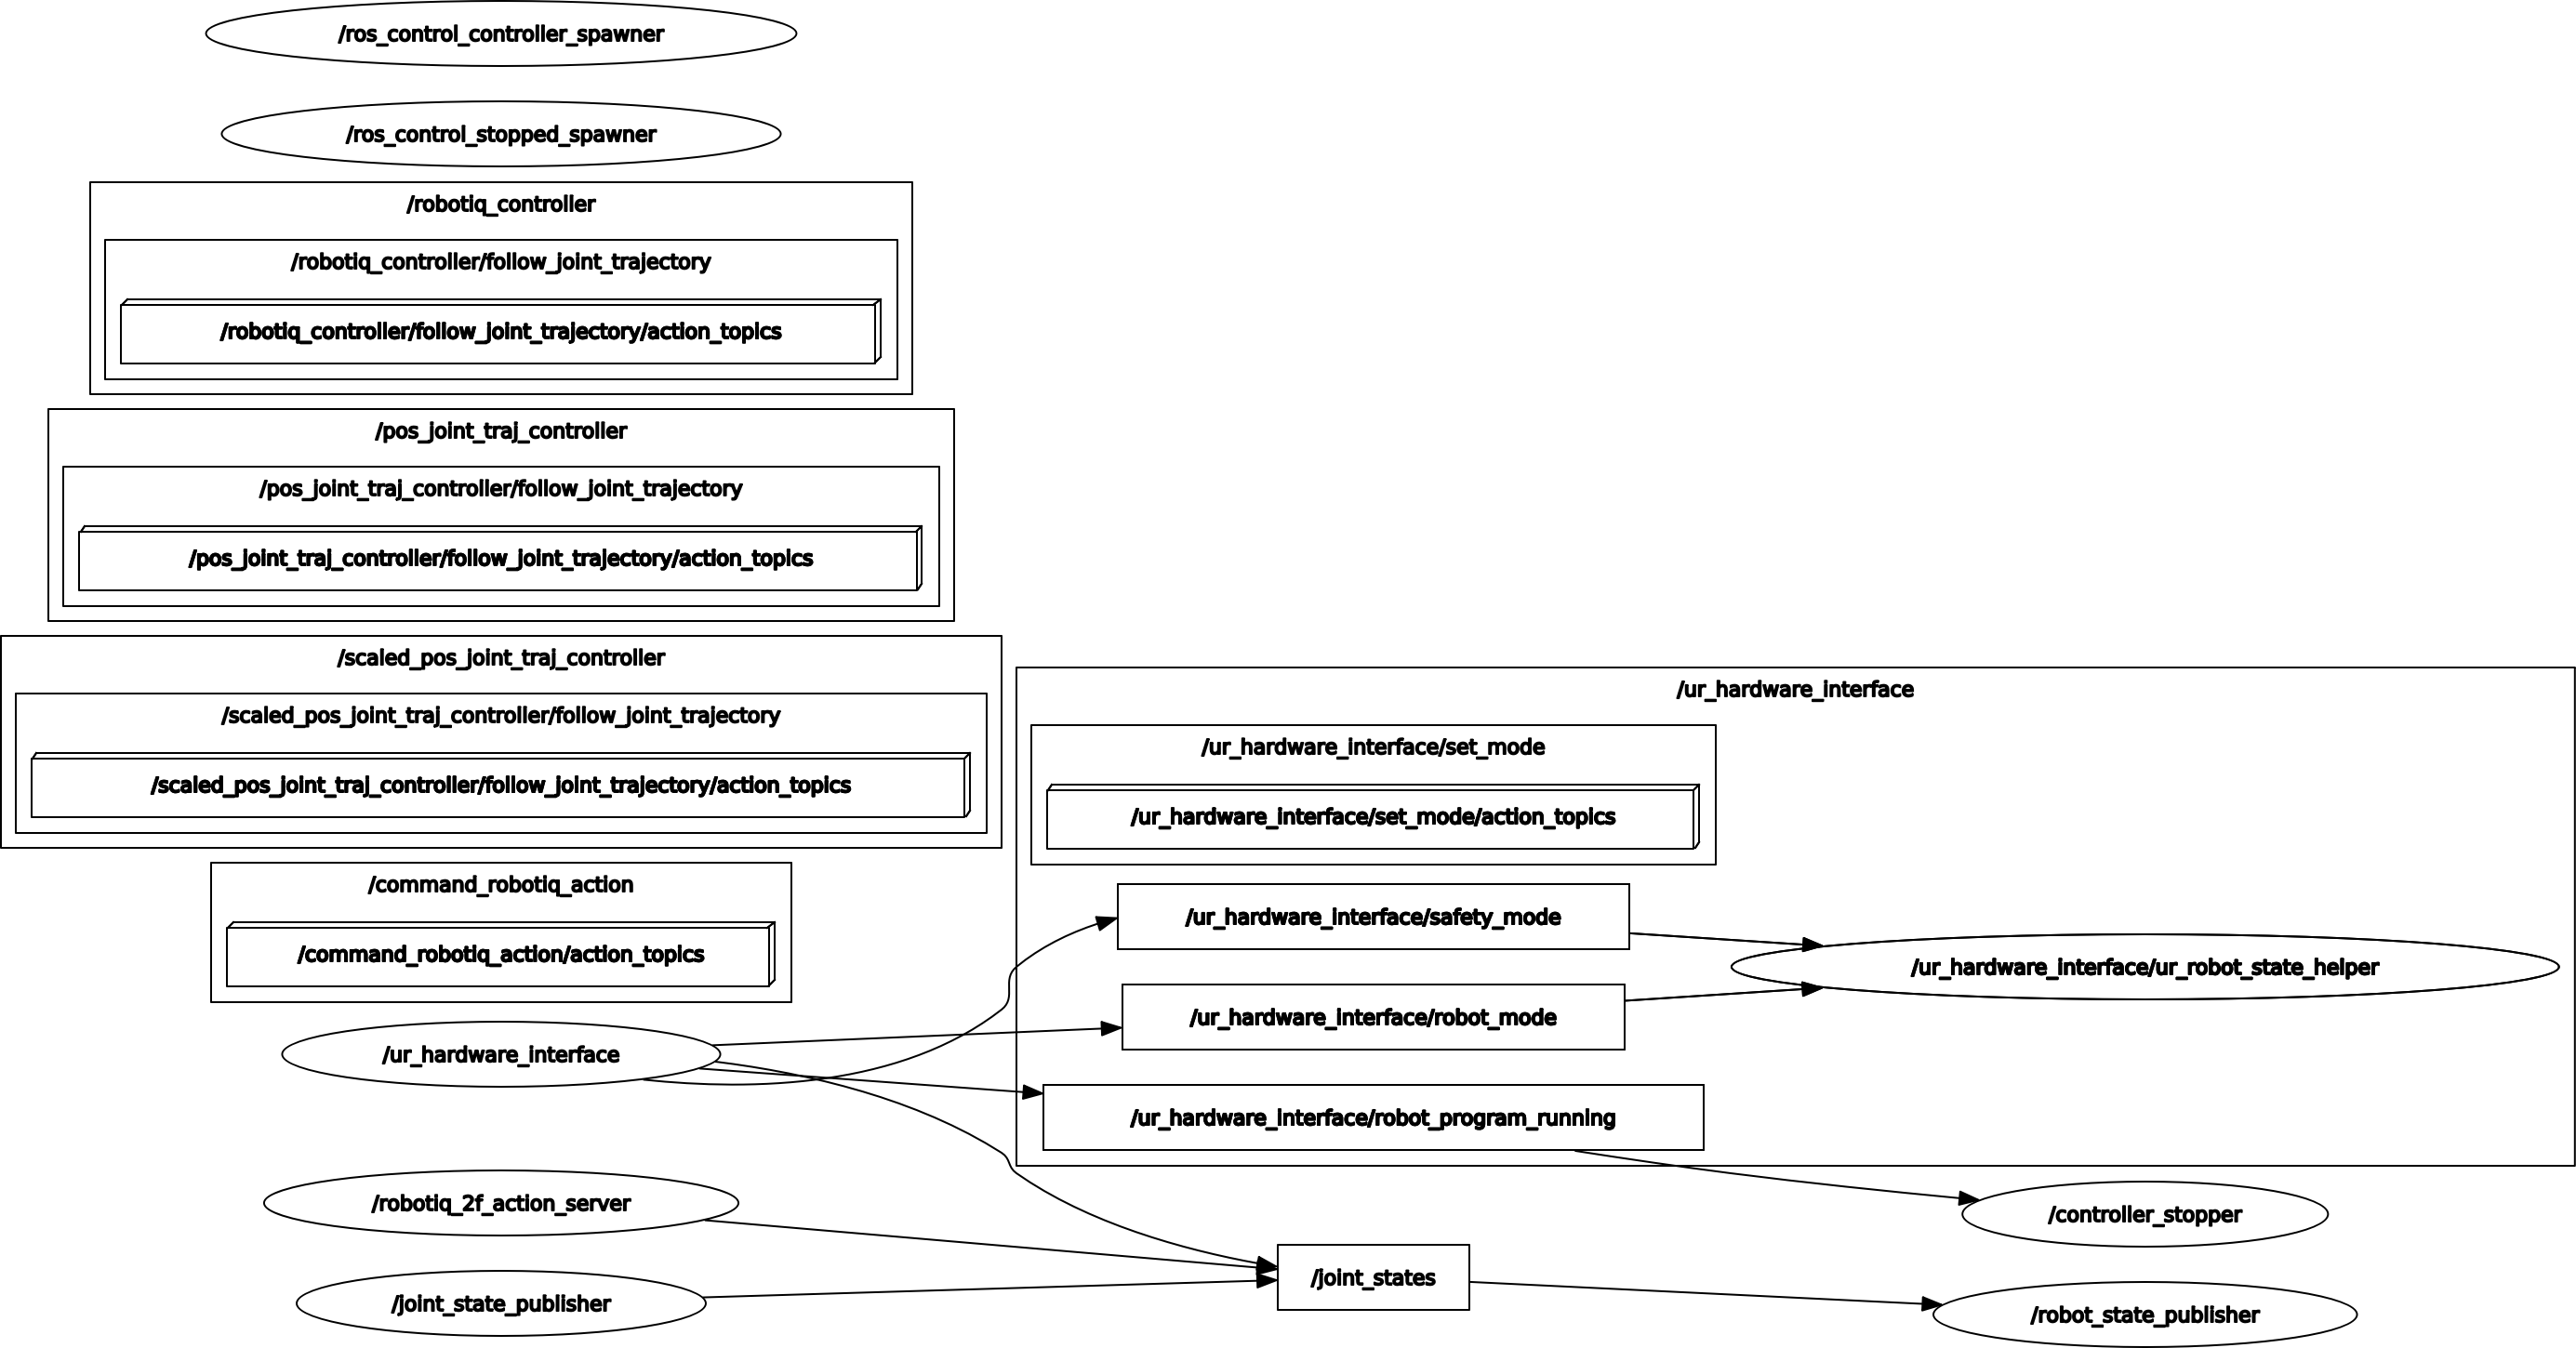 /ros_control_controller_spawner
/ros_control_stopped_spawner
/robotiq_controller
/robotiq_controller/follow_joint_trajectory
/robotiq_controller/follow_joint_trajectory/action_topics
/pos_joint_traj_controller
/pos_joint_traj_controller/follow_joint_trajectory
/pos_joint_traj_controller/follow_joint_trajectory/action_topics
/scaled_pos_joint_traj_controller
/scaled_pos_joint_traj_controller/follow_joint_trajectory
/scaled_pos_joint_traj_controller/follow_joint_trajectory/action_topics
/command_robotiq_action
/command_robotiq_action/action_topics
/ur_hardware_interface
/robotiq_2f_action_server
/joint_state_publisher
/ur_hardware_interface
/ur_hardware_interface/set_mode
/ur_hardware_interface/set_mode/action_topics
/ur_hardware_interface/safety_mode
/ur_hardware_interface/robot_mode
/ur_hardware_interface/robot_program_running
/joint_states
/ur_hardware_interface/ur_robot_state_helper
/controller_stopper
/robot_state_publisher